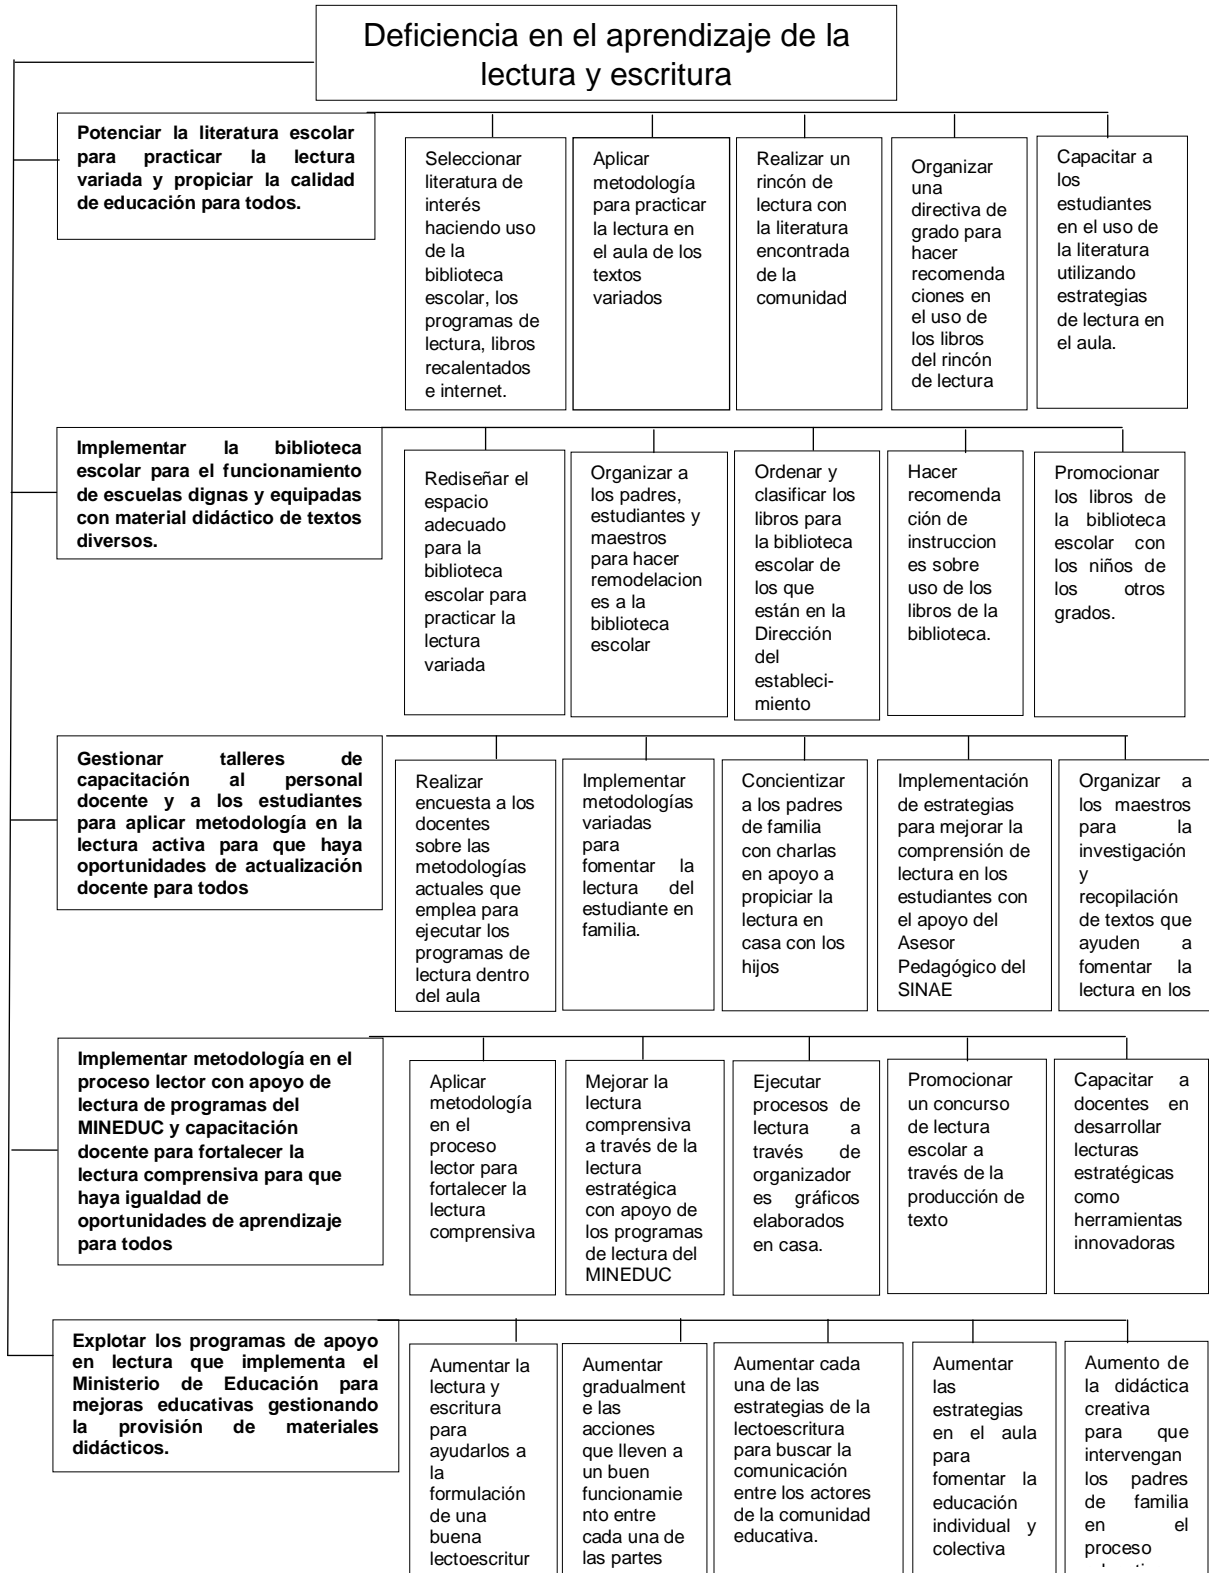 Deficiencia en el aprendizaje de la
lectura y escritura
Potenciar la literatura escolar
para practicar la lectura
variada y propiciar la calidad
de educación para todos.
Seleccionar
literatura de
interés
haciendo uso
de la
biblioteca
escolar, los
programas de
lectura, libros
recalentados
e internet.
Aplicar
metodología
para practicar
la lectura en
el aula de los
textos
variados
Realizar un
rincón de
lectura con
la literatura
encontrada
de la
comunidad
Organizar
una
directiva de
grado para
hacer
recomenda
ciones en
el uso de
los libros
del rincón
de lectura
Capacitar a
los
estudiantes
en el uso de
la literatura
utilizando
estrategias
de lectura en
el aula.
Implementar la biblioteca
escolar para el funcionamiento
de escuelas dignas y equipadas
con material didáctico de textos
diversos.
Rediseñar el
espacio
adecuado
para la
biblioteca
escolar para
practicar la
lectura
variada
Organizar a
los padres,
estudiantes y
maestros
para hacer
remodelacion
es a la
biblioteca
escolar
Ordenar y
clasificar los
libros para
la biblioteca
escolar de
los que
están en la
Dirección
del
estableci-
miento
Hacer
recomenda
ción de
instruccion
es sobre
uso de los
libros de la
biblioteca.
Promocionar
los libros de
la biblioteca
escolar con
los niños de
los otros
grados.
Gestionar talleres de
capacitación al personal
docente y a los estudiantes
para aplicar metodología en la
lectura activa para que haya
oportunidades de actualización
docente para todos
Realizar
encuesta a los
docentes
sobre las
metodologías
actuales que
emplea para
ejecutar los
programas de
lectura dentro
del aula
Implementar
metodologías
variadas
para
fomentar la
lectura del
estudiante en
familia.
Concientizar
a los padres
de familia
con charlas
en apoyo a
propiciar la
lectura en
casa con los
hijos
Implementación
de estrategias
para mejorar la
comprensión de
lectura en los
estudiantes con
el apoyo del
Asesor
Pedagógico del
SINAE
Organizar a
los maestros
para la
investigación
y
recopilación
de textos que
ayuden a
fomentar la
lectura en los
Implementar metodología en el
proceso lector con apoyo de
lectura de programas del
MINEDUC y capacitación
docente para fortalecer la
lectura comprensiva para que
haya igualdad de
oportunidades de aprendizaje
para todos
Aplicar
metodología
en el
proceso
lector para
fortalecer la
lectura
comprensiva
Mejorar la
lectura
comprensiva
a través de la
lectura
estratégica
con apoyo de
los programas
de lectura del
MINEDUC
Ejecutar
procesos de
lectura a
través de
organizador
es gráficos
elaborados
en casa.
Promocionar
un concurso
de lectura
escolar a
través de la
producción de
texto
Capacitar a
docentes en
desarrollar
lecturas
estratégicas
como
herramientas
innovadoras
Explotar los programas de apoyo
en lectura que implementa el
Ministerio de Educación para
mejoras educativas gestionando
la provisión de materiales
didácticos.
Aumentar la
lectura y
escritura
para
ayudarlos a
la
formulación
de una
buena
lectoescritur
Aumentar
gradualment
e las
acciones
que lleven a
un buen
funcionamie
nto entre
cada una de
las partes
Aumentar cada
una de las
estrategias de la
lectoescritura
para buscar la
comunicación
entre los actores
de la comunidad
educativa.
Aumentar
las
estrategias
en el aula
para
fomentar la
educación
individual y
colectiva
Aumento de
la didáctica
creativa
para que
intervengan
los padres
de familia
en el
proceso